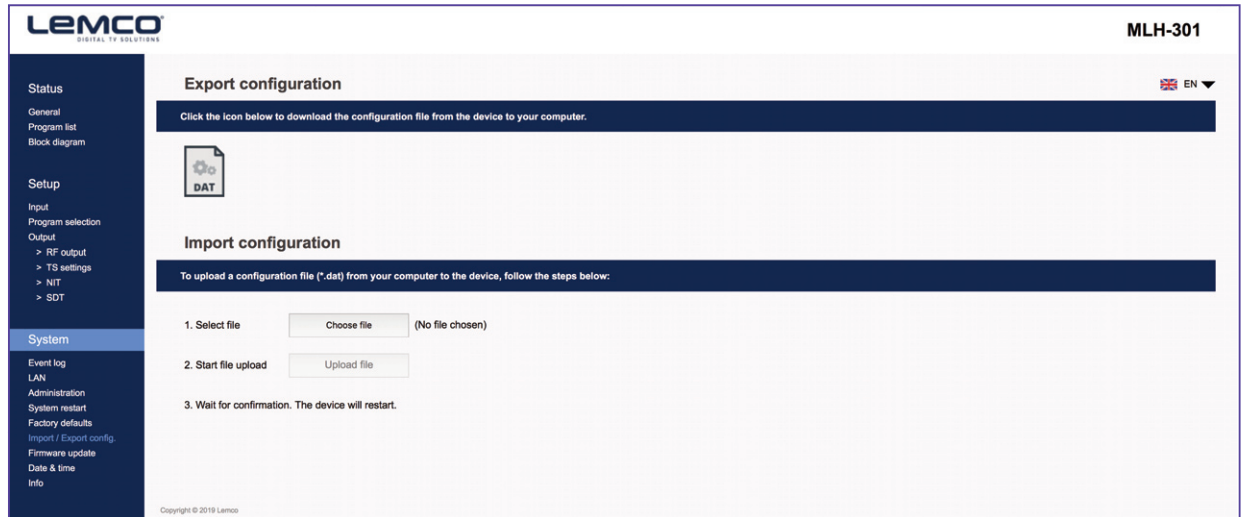 Lemco
DIGITAL TV SOLUTIONS
MLH-301
Status
General
Program list
Block diagram
Setup
Input
Program selection
Output
> RF output
> TS settings
> NIT
> SDT
System
Event log
LAN
Administration
System restart
Factory defaults
Import / Export config.
Firmware update
Date & time
Info
Export configuration
EN
Click the icon below to download the configuration file from the device to your computer.
DAT
Import configuration
To upload a configuration file (*.dat) from your computer to the device, follow the steps below:
1. Select file Choose file (No file chosen)
2. Start file upload Upload file
3. Wait for confirmation. The device will restart.
Copyright © 2019 Lemco